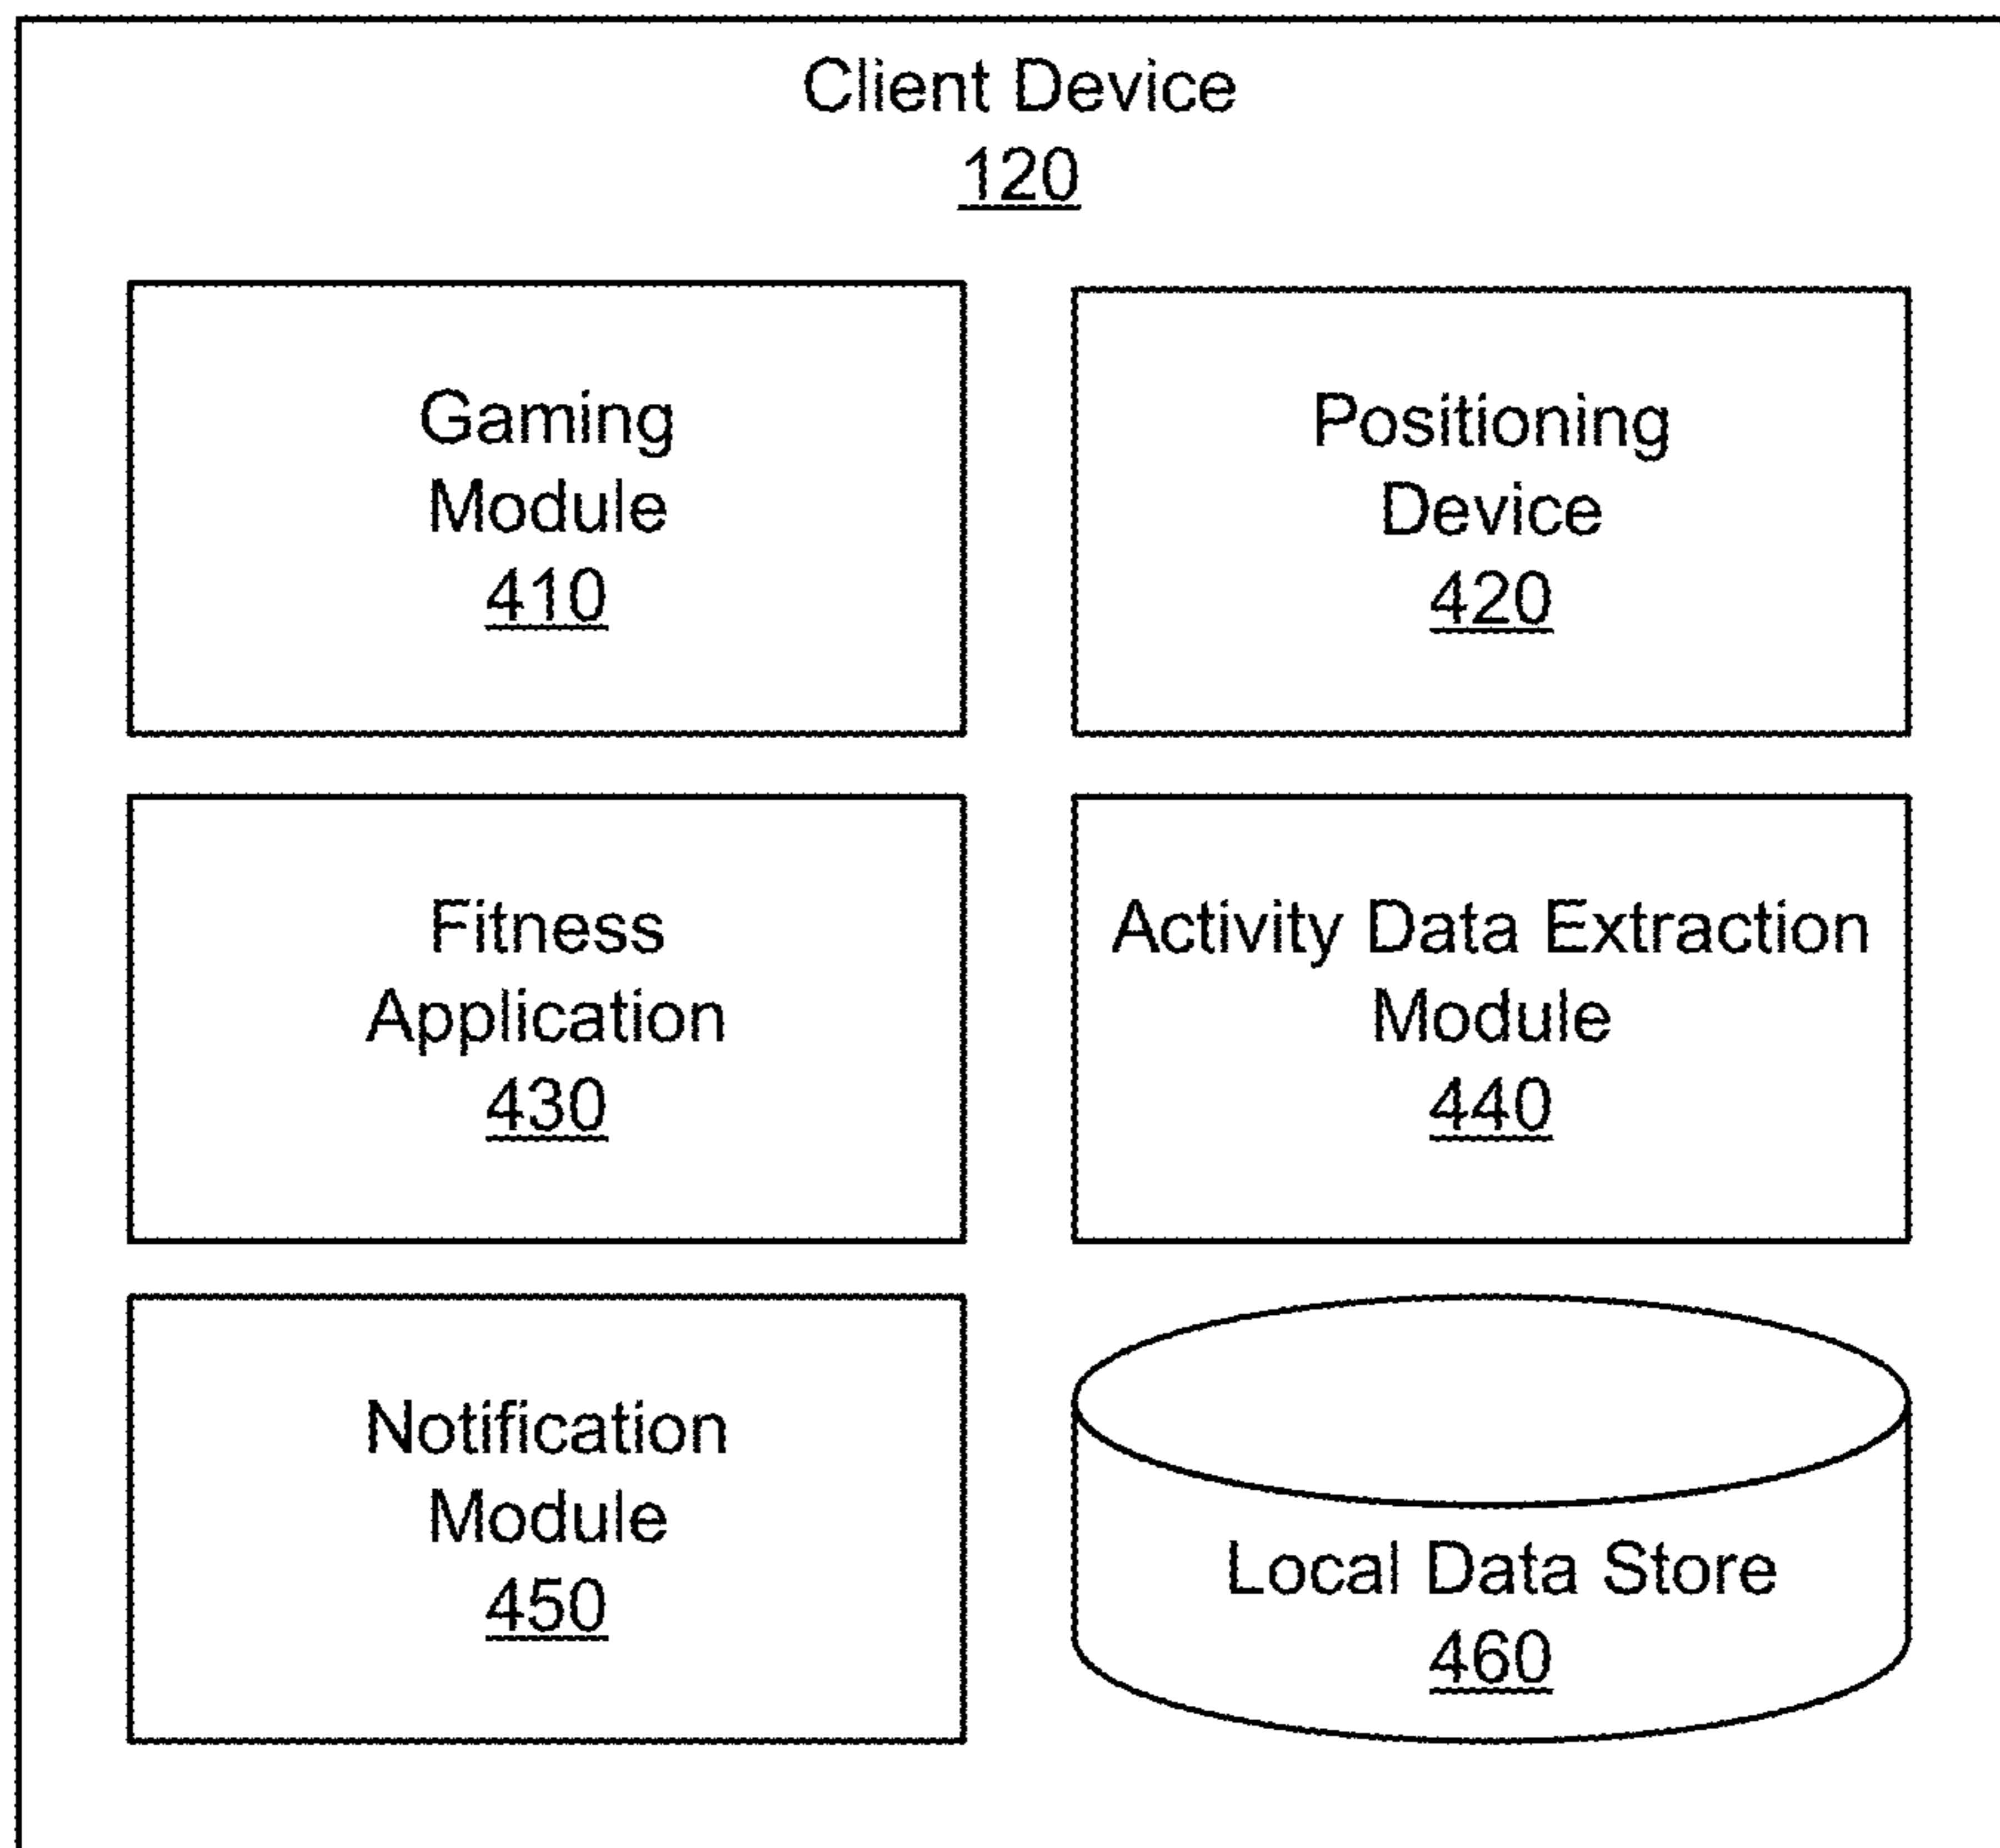 Client Device
120
Gaming
Module
410
Positioning
Device
420
Fitness
Application
430
Activity Data Extraction
Module
440
Notification
Module
450
Local Data Store
460